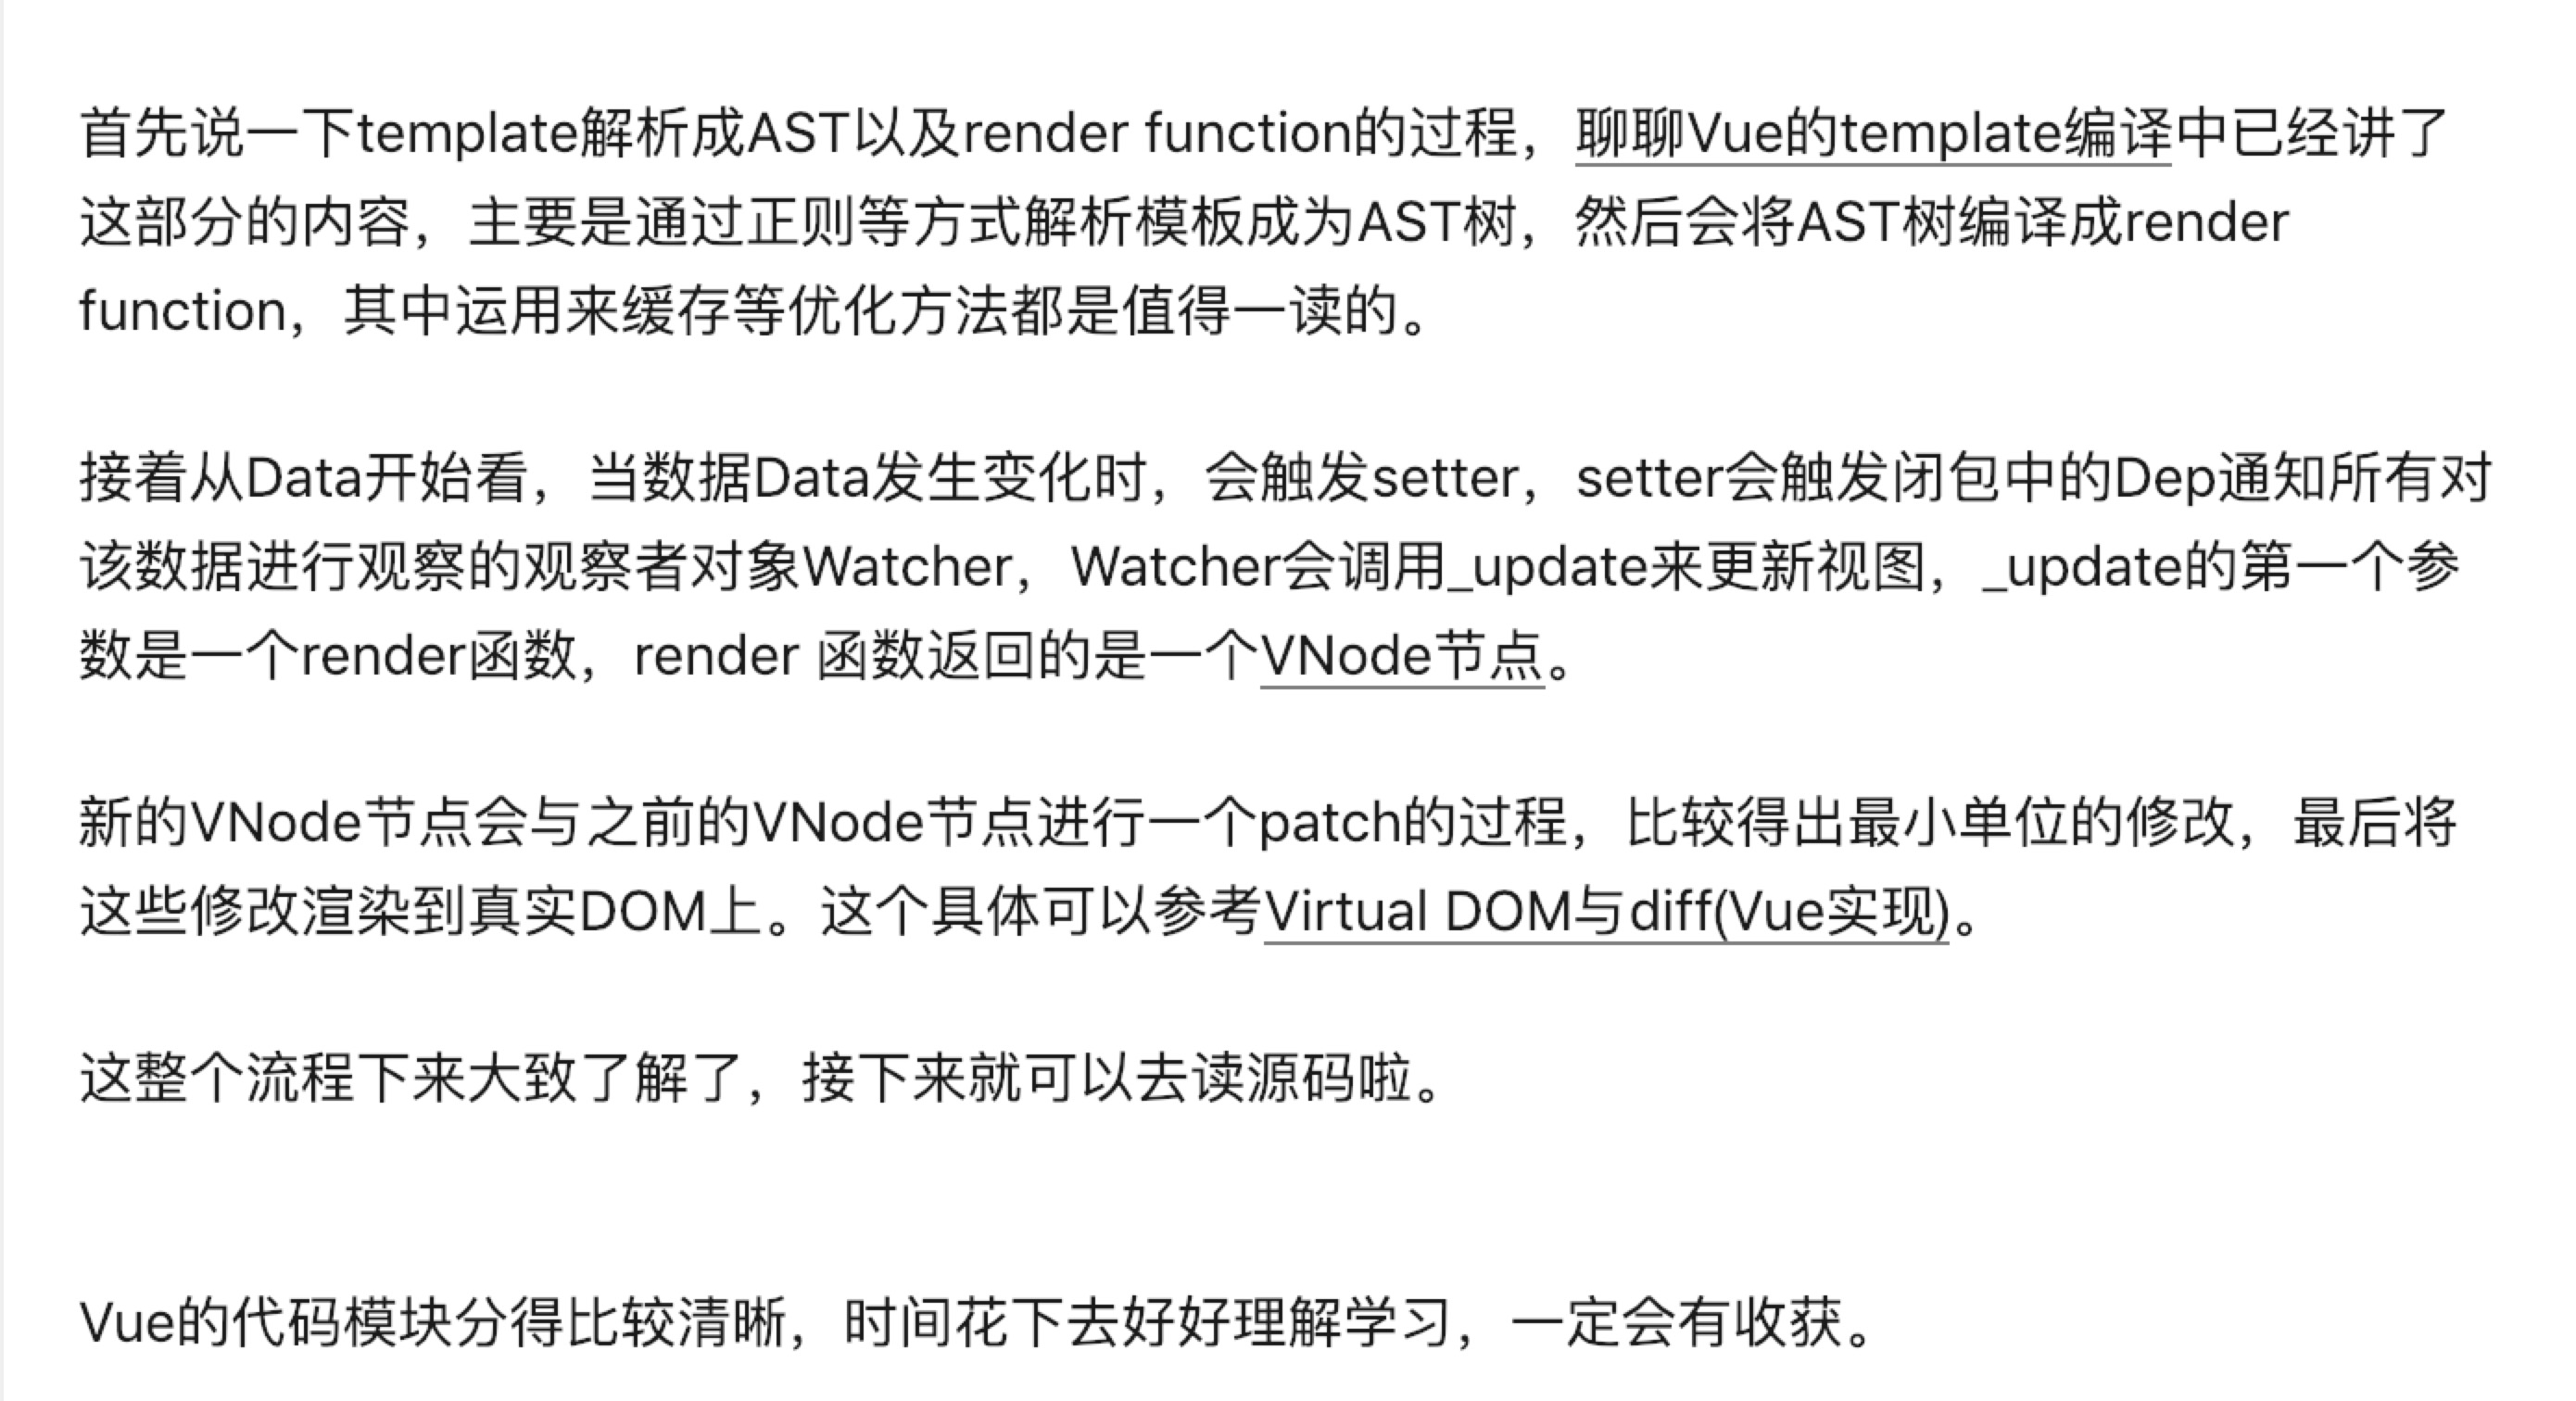 首先说一下template解析成AST以及render function的过程，聊聊Vue的template编译中已经讲了
这部分的内容，主要是通过正则等方式解析模板成为AST树，然后会将AST树编译成render
function，其中运用来缓存等优化方法都是值得一读的。
接着从Data开始看，当数据Data发生变化时，会触发setter，setter会触发闭包中的Dep通知所有对
该数据进行观察的观察者对象Watcher，Watcher会调用_update来更新视图，_update的第一个参
数是一个render函数，render 函数返回的是一个VNode节点。
新的VNode节点会与之前的VNode节点进行一个patch的过程，比较得出最小单位的修改，最后将
这些修改渲染到真实DOM上。这个具体可以参考Virtual DOM与diff(Vue实现)。
这整个流程下来大致了解了，接下来就可以去读源码啦。
Vue的代码模块分得比较清晰，时间花下去好好理解学习，一定会有收获。